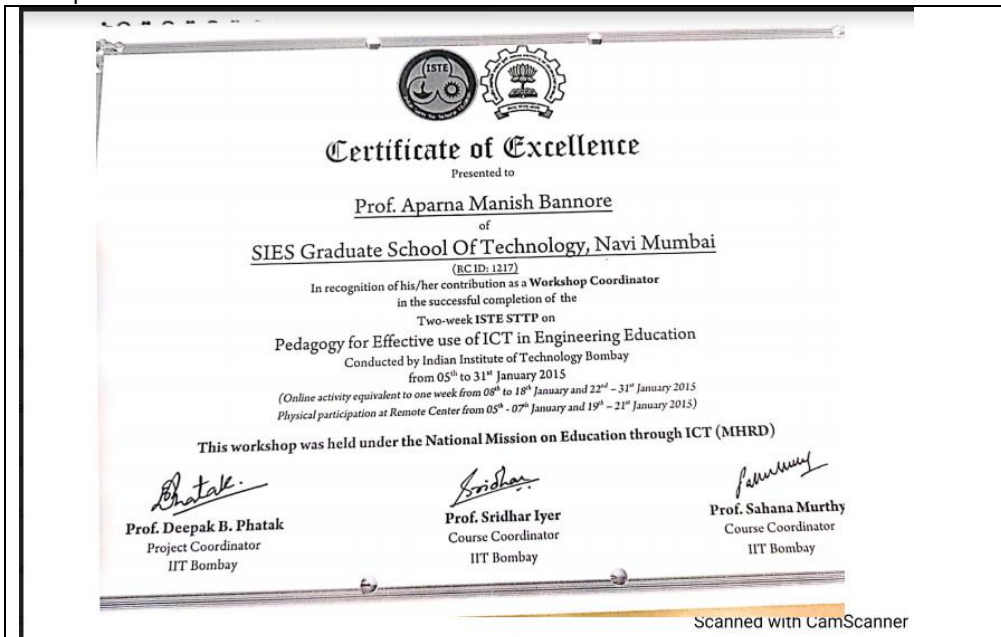 ISTE
Certificate of Excellence
Presented to
Prof. Aparna Manish Bannore
of
SIES Graduate School Of Technology, Navi Mumbai
(RC ID: 1217)
In recognition of his/her contribution as a Workshop Coordinator
in the successful completion of the
Two-week ISTE STTP on
Pedagogy for Effective use of ICT in Engineering Education
Conducted by Indian Institute of Technology Bombay
from 05th to 31st January 2015
(Online activity equivalent to one week from 08th to 18th January and 22nd – 31st January 2015
Physical participation at Remote Center from 05th - 07th January and 19th – 21st January 2015)
This workshop was held under the National Mission on Education through ICT (MHRD)
Phatak.
Sridhar
Prof. Deepak B. Phatak
Project Coordinator
IIT Bombay
Prof. Sridhar Iyer
Course Coordinator
IIT Bombay
Prof. Sahana Murthy
Course Coordinator
IIT Bombay
Scanned with CamScanner